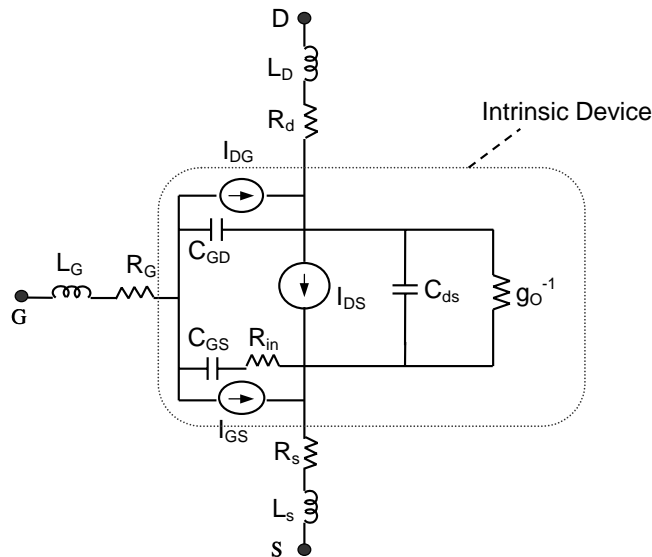 D
L_D
R_d
Intrinsic Device
I_DG
C_GD
L_G
R_G
G
I_DS
C_ds
g_O^-1
C_GS
R_in
I_GS
R_s
L_s
S